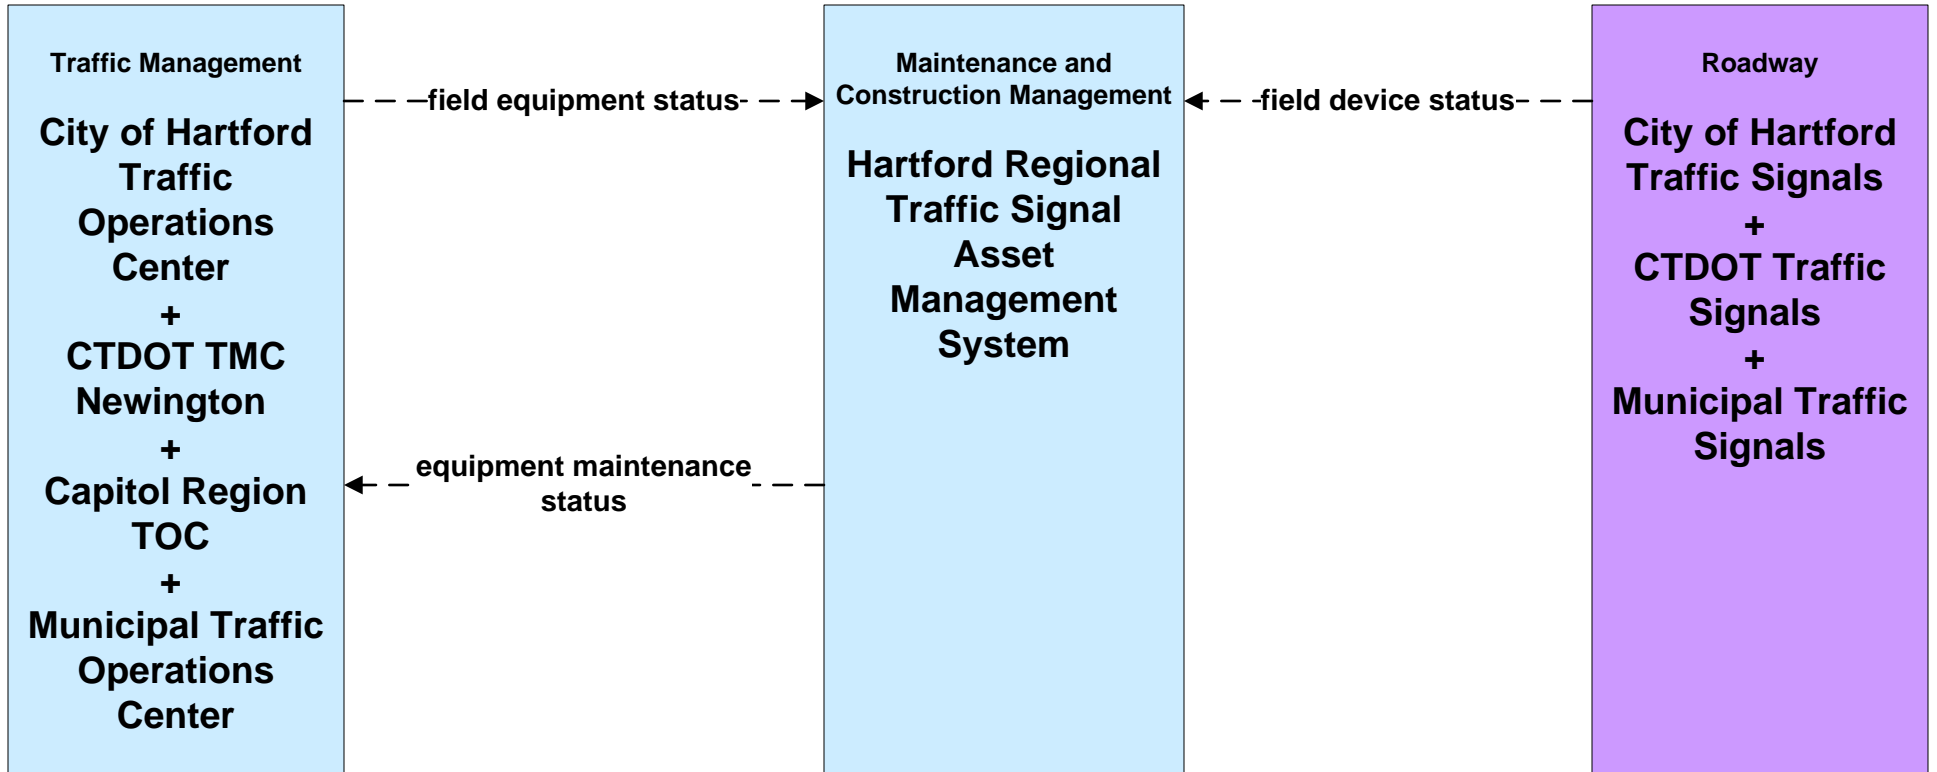 Traffic Management
City of Hartford
Traffic
Operations
Center
+
CTDOT TMC
Newington
+
Capitol Region
TOC
+
Municipal Traffic
Operations
Center
field equipment status
equipment maintenance
status
Maintenance and
Construction Management
Hartford Regional
Traffic Signal
Asset
Management
System
field device status
Roadway
City of Hartford
Traffic Signals
+
CTDOT Traffic
Signals
+
Municipal Traffic
Signals